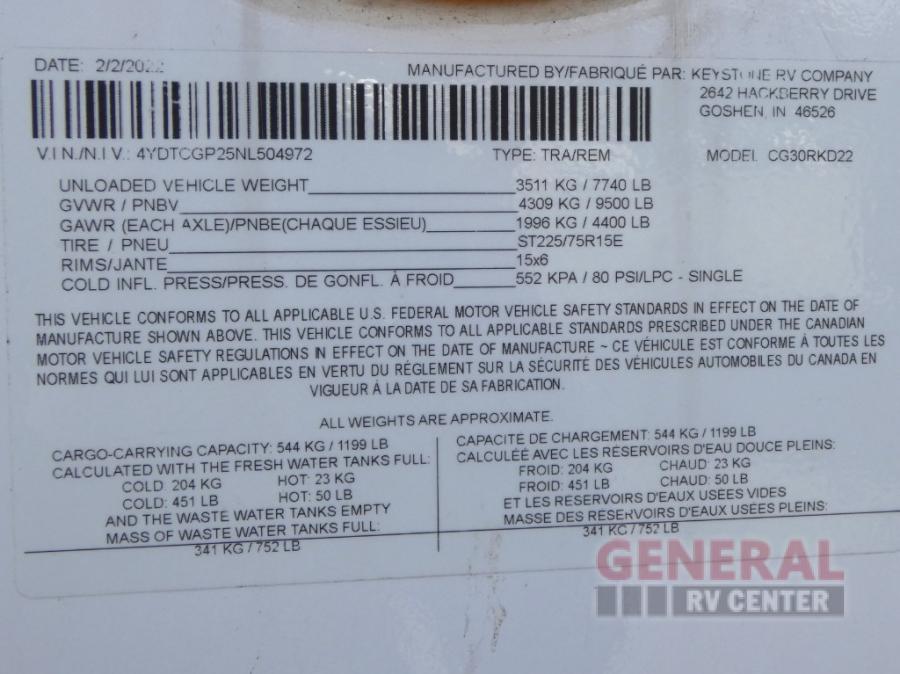 DATE: 2/2/2022
MANUFACTURED BY/FABRIQUÉ PAR: KEYSTONE RV COMPANY
2642 HACKBERRY DRIVE
GOSHEN, IN 46526
V.I.N./N.I.V.: 4YDTCGP25NL504972 TYPE: TRA/REM MODEL CG30RKD22
UNLOADED VEHICLE WEIGHT 3511 KG / 7740 LB
GVWR / PNBV 4309 KG / 9500 LB
GAWR (EACH AXLE)/PNBE(CHAQUE ESSIEU) 1996 KG / 4400 LB
TIRE / PNEU ST225/75R15E
RIMS/JANTE 15x6
COLD INFL. PRESS/PRESS. DE GONFL. À FROID 552 KPA / 80 PSI/LPC - SINGLE
THIS VEHICLE CONFORMS TO ALL APPLICABLE U.S. FEDERAL MOTOR VEHICLE SAFETY STANDARDS IN EFFECT ON THE DATE OF
MANUFACTURE SHOWN ABOVE. THIS VEHICLE CONFORMS TO ALL APPLICABLE STANDARDS PRESCRIBED UNDER THE CANADIAN
MOTOR VEHICLE SAFETY REGULATIONS IN EFFECT ON THE DATE OF MANUFACTURE ~ CE VÉHICULE EST CONFORME À TOUTES LES
NORMES QUI LUI SONT APPLICABLES EN VERTU DU RÉGLEMENT SUR LA SÉCURITÉ DES VÉHICULES AUTOMOBILES DU CANADA EN
VIGUEUR À LA DATE DE SA FABRICATION.
ALL WEIGHTS ARE APPROXIMATE.
CARGO-CARRYING CAPACITY: 544 KG / 1199 LB
CALCULATED WITH THE FRESH WATER TANKS FULL:
COLD: 204 KG HOT: 23 KG
COLD: 451 LB HOT: 50 LB
AND THE WASTE WATER TANKS EMPTY
MASS OF WASTE WATER TANKS FULL:
341 KG / 752 LB
CAPACITE DE CHARGEMENT: 544 KG / 1199 LB
CALCULÉE AVEC LES RÉSERVOIRS D'EAU DOUCE PLEINS:
FROID: 204 KG CHAUD: 23 KG
FROID: 451 LB CHAUD: 50 LB
ET LES RESERVOIRS D'EAUX USÉES VIDES
MASSE DES RÉSERVOIRS D'EAUX USÉES PLEINS:
341 KG / 752 LB
GENERAL
RV CENTER